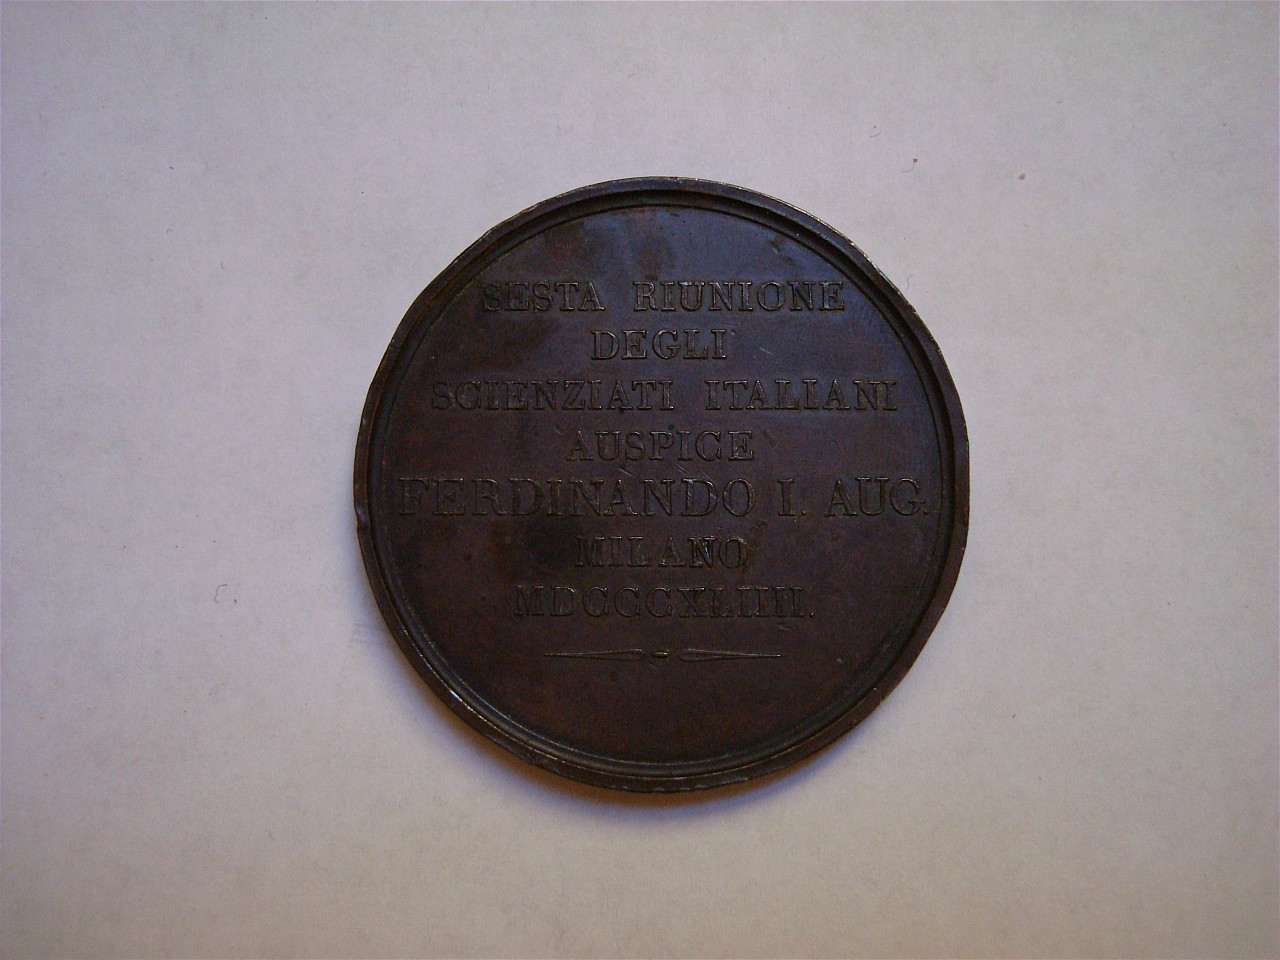 SESTA RIUNIONE
DEGLI
SCIENZIATI ITALIANI
AUSPICE
FERDINANDO I. AUG.
MILANO
MDCCCXLIIII.